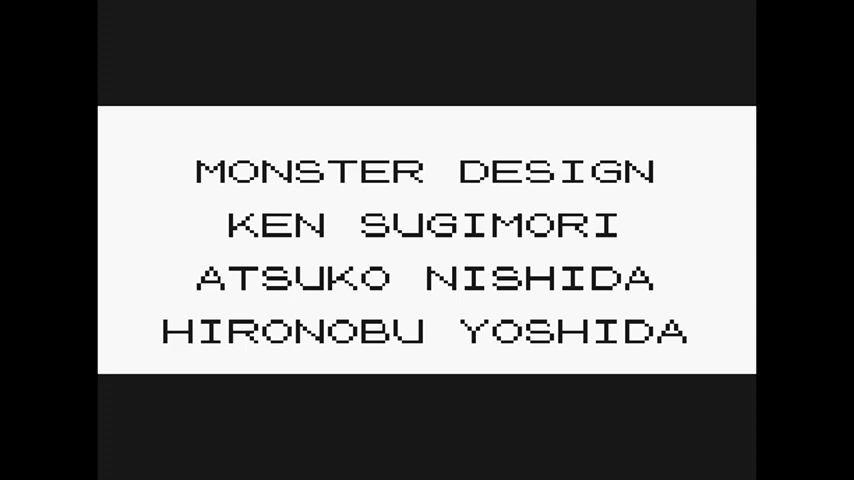 MONSTER DESIGN
KEN SUGIMORI
ATSUKO NISHIDA
HIRONOBU YOSHIDA